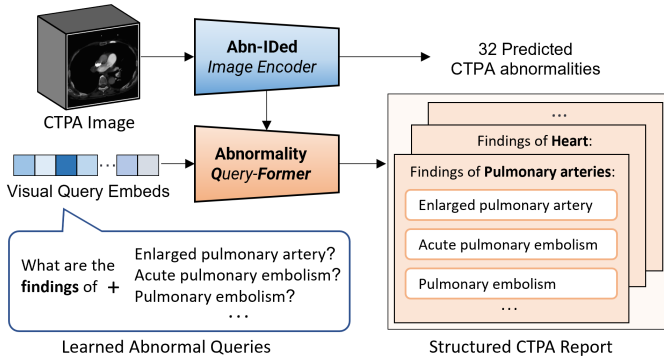 Abn-IDed
Image Encoder
32 Predicted
CTPA abnormalities
CTPA Image
Abnormality
Query-Former
Visual Query Embeds
...
...
Findings of Heart:
Findings of Pulmonary arteries:
Enlarged pulmonary artery
Acute pulmonary embolism
Pulmonary embolism
...
What are the
findings of +
Enlarged pulmonary artery?
Acute pulmonary embolism?
Pulmonary embolism?
...
Learned Abnormal Queries
Structured CTPA Report